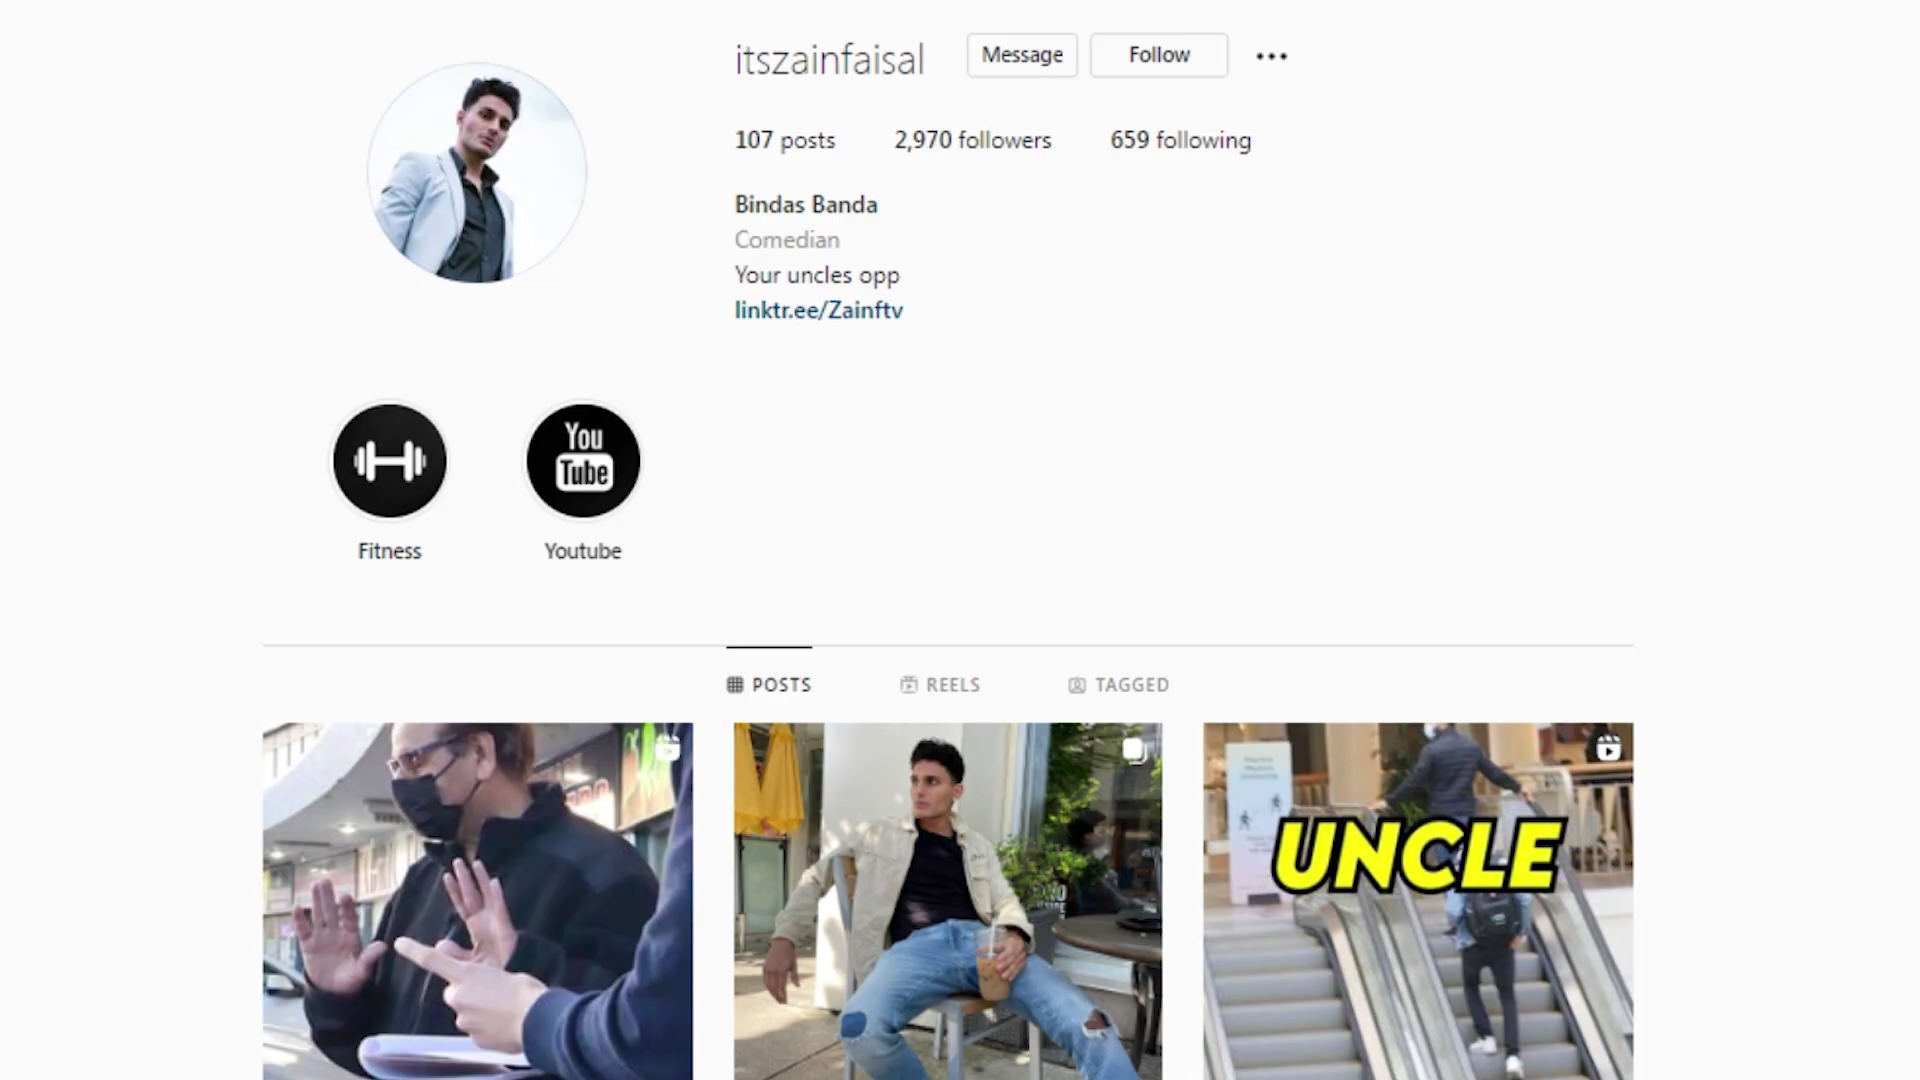 itszainfaisal Message Follow
107 posts 2,970 followers 659 following
Bindas Banda
Comedian
Your uncles opp
linktr.ee/Zainftv
You
Tube
Fitness Youtube
POSTS REELS TAGGED
UNCLE